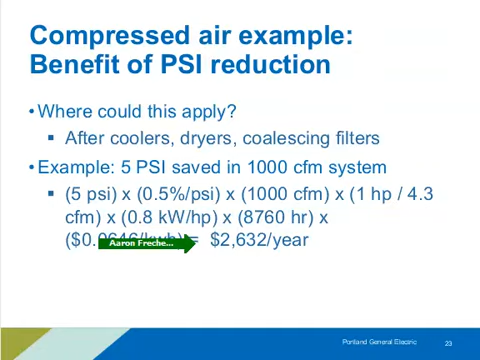 Compressed air example:
Benefit of PSI reduction
• Where could this apply?
▪ After coolers, dryers, coalescing filters
• Example: 5 PSI saved in 1000 cfm system
▪ (5 psi) x (0.5%/psi) x (1000 cfm) x (1 hp / 4.3
cfm) x (0.8 kW/hp) x (8760 hr) x
= $2,632/year
Aaron Freche...
Portland General Electric 23